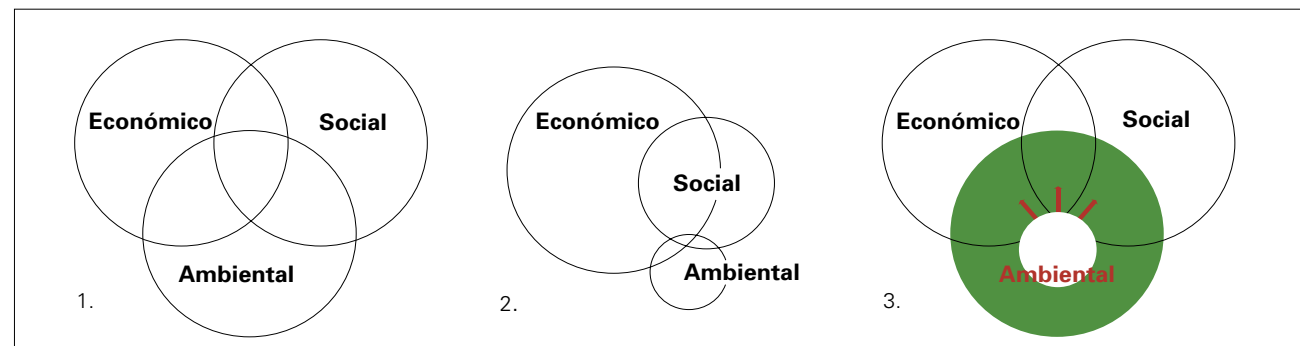 Económico
Social
Ambiental
1.
Económico
Social
Ambiental
2.
Económico
Social
Ambiental
3.